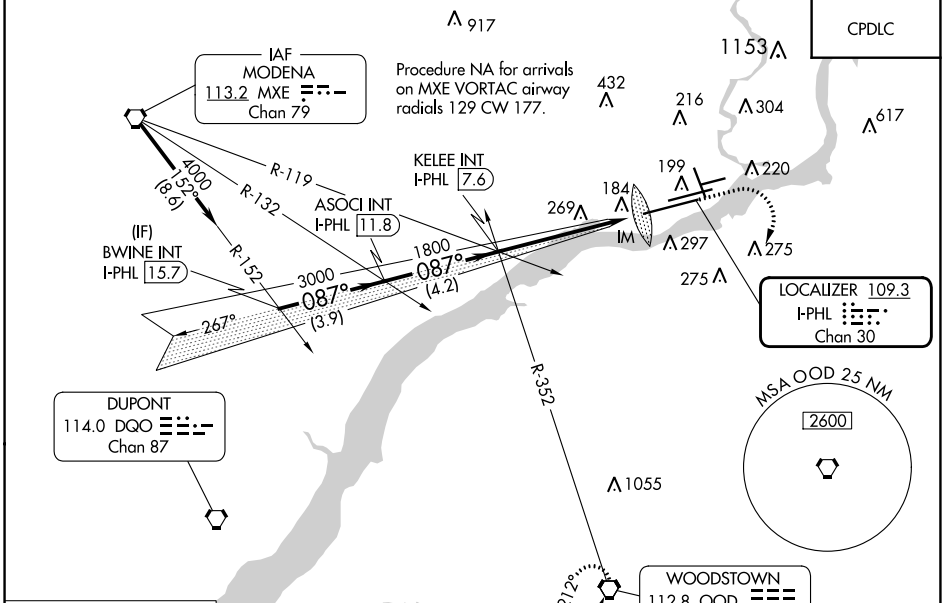 917
CPDLC
1153
IAF
MODENA
113.2 MXE
Chan 79
Procedure NA for arrivals
on MXE VORTAC airway
radials 129 CW 177.
432
216
304
617
4000
152°
(8.6)
R-119
R-132
R-152
KELEE INT
I-PHL 7.6
199
220
184
ASOCI INT
I-PHL 11.8
269
IM
297
275
275
(IF)
BWINE INT
I-PHL 15.7
1800
3000
087°
(4.2)
087°
(3.9)
267°
LOCALIZER 109.3
I-PHL
Chan 30
R-352
MSA OOD 25 NM
2600
DUPONT
114.0 DQO
Chan 87
1055
212°
WOODSTOWN
112.8 OOD